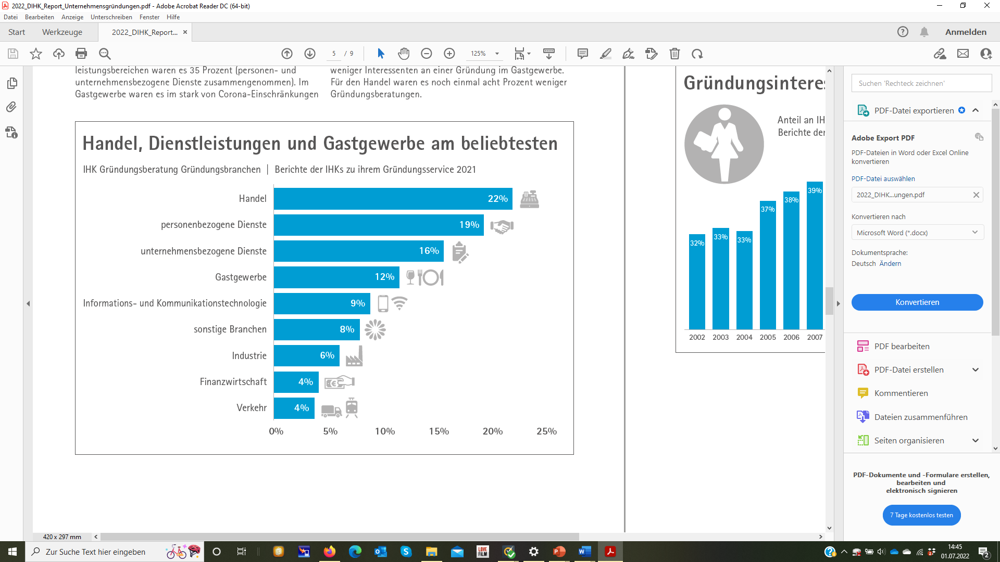 2022_DIHK_Report_Unternehmensgründungen.pdf - Adobe Acrobat Reader DC (64-bit)
Datei Bearbeiten Anzeige Unterschreiben Fenster Hilfe
Start Werkzeuge 2022_DIHK_Report... Anmelden
5 / 9 125%
leistungsbereichen waren es 35 Prozent (personen- und
unternehmensbezogene Dienste zusammengenommen). Im
Gastgewerbe waren es im stark von Corona-Einschränkungen
weniger Interessenten an einer Gründung im Gastgewerbe.
Für den Handel waren es noch einmal acht Prozent weniger
Gründungsberatungen.
Handel, Dienstleistungen und Gastgewerbe am beliebtesten
IHK Gründungsberatung Gründungsbranchen | Berichte der IHKs zu ihrem Gründungsservice 2021
Handel 22%
personenbezogene Dienste 19%
unternehmensbezogene Dienste 16%
Gastgewerbe 12%
Informations- und Kommunikationstechnologie 9%
sonstige Branchen 8%
Industrie 6%
Finanzwirtschaft 4%
Verkehr 4%
0% 5% 10% 15% 20% 25%
Gründungsinteres
Anteil an IH
Berichte der
32% 33% 33% 37% 38% 39%
2002 2003 2004 2005 2006 2007
Suchen 'Rechteck zeichnen'
PDF-Datei exportieren
Adobe Export PDF
PDF-Dateien in Word oder Excel Online
konvertieren
PDF-Datei auswählen
2022_DIHK...ungen.pdf
Konvertieren nach
Microsoft Word (*.docx)
Dokumentsprache:
Deutsch Ändern
Konvertieren
PDF bearbeiten
PDF-Datei erstellen
Kommentieren
Dateien zusammenführen
Seiten organisieren
PDF-Dokumente und -Formulare erstellen,
bearbeiten und
elektronisch signieren
7 Tage kostenlos testen
420 x 297 mm
Zur Suche Text hier eingeben
LOVE
FILM
14:45
01.07.2022
2